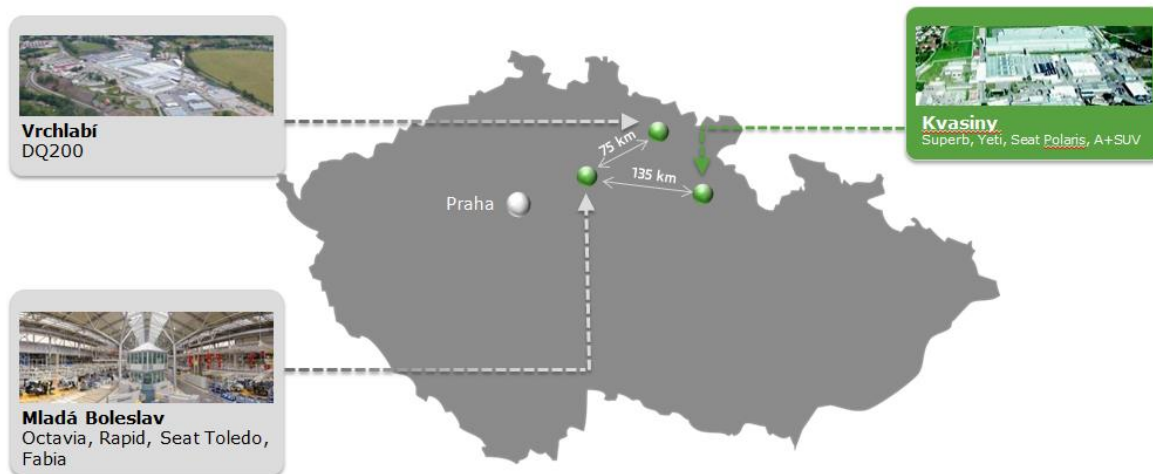 Vrchlabí
DQ200
Kvasiny
Superb, Yeti, Seat Polaris, A+SUV
75 km
135 km
Praha
Mladá Boleslav
Octavia, Rapid, Seat Toledo,
Fabia